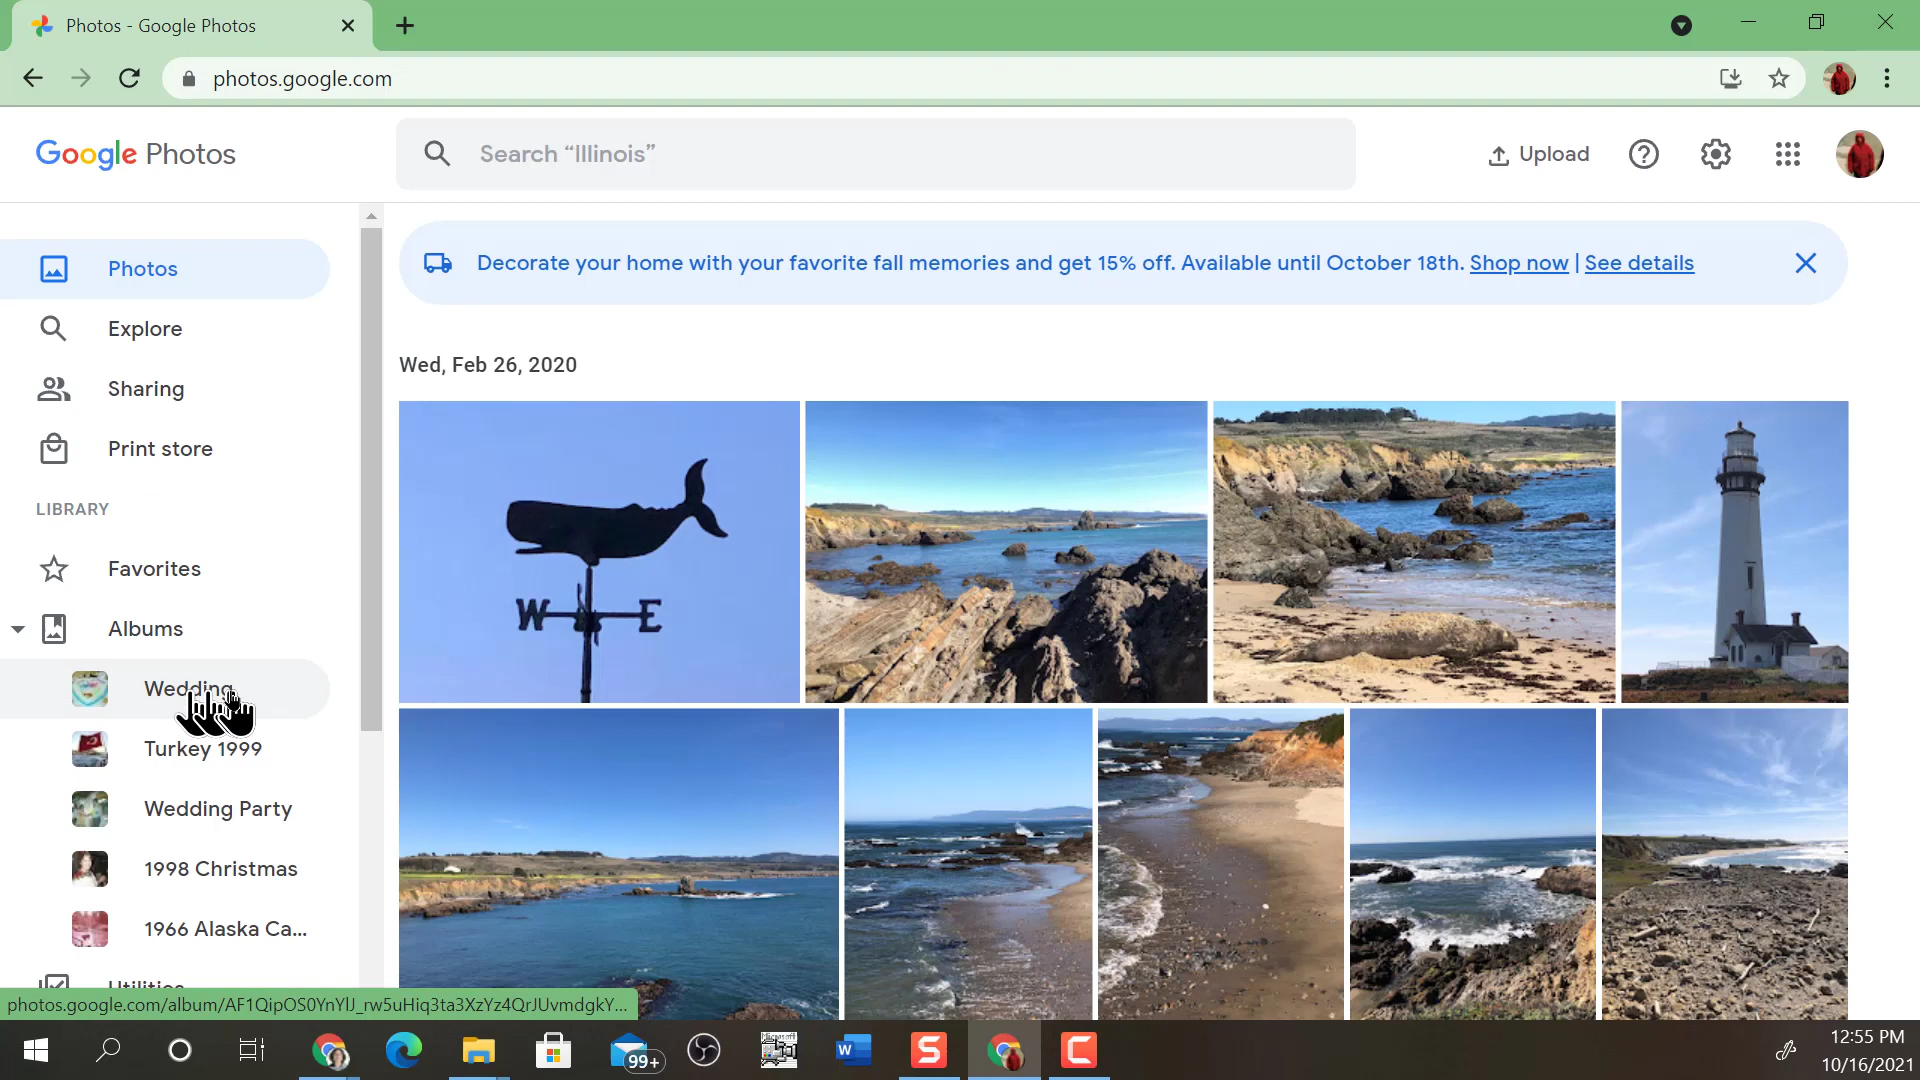 Photos - Google Photos
photos.google.com
Google Photos
Search “Illinois”
Upload
Photos
Explore
Sharing
Print store
LIBRARY
Favorites
Albums
Wedding
Turkey 1999
Wedding Party
1998 Christmas
1966 Alaska Ca...
Utilities
Decorate your home with your favorite fall memories and get 15% off. Available until October 18th. Shop now | See details
Wed, Feb 26, 2020
W E
photos.google.com/album/AF1QipOS0YnYlJ_rw5uHiq3ta3XzYz4QrJUvmdgkY...
99+
W
S
C
12:55 PM
10/16/2021